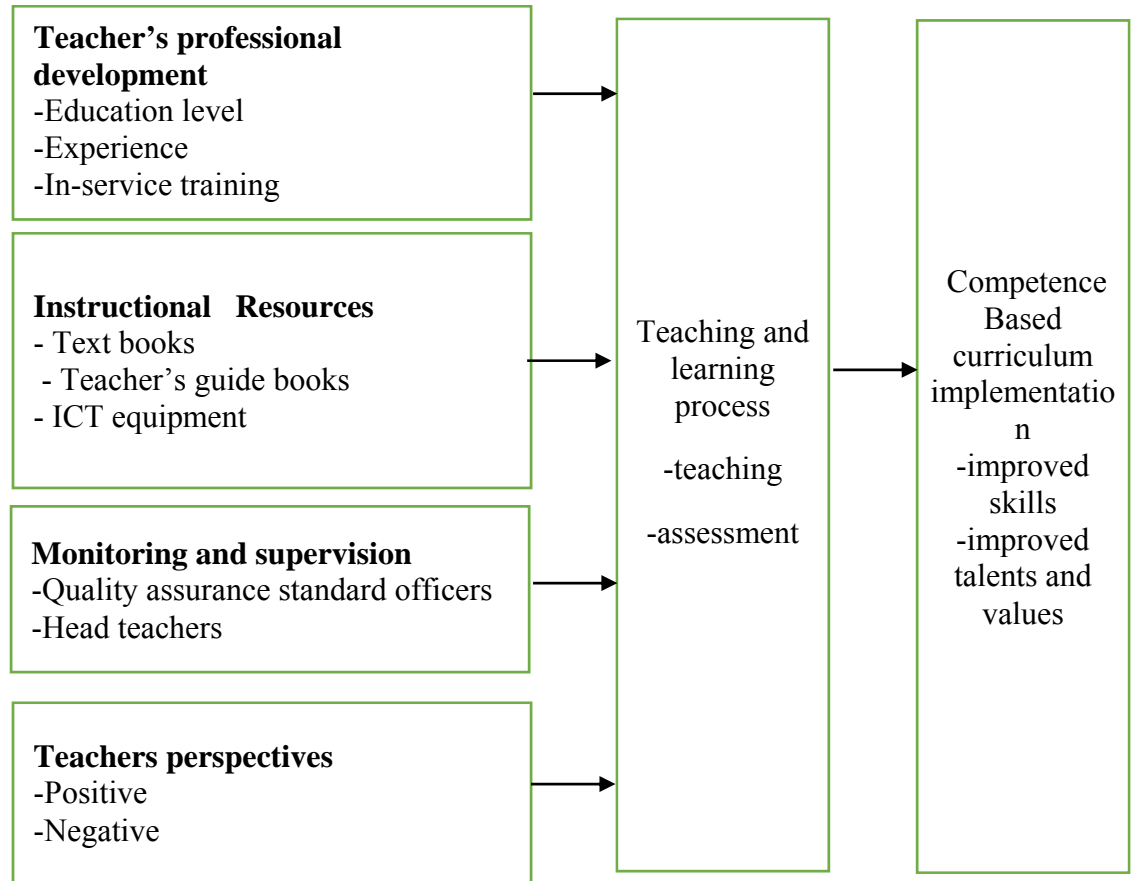 Teacher’s professional
development
-Education level
-Experience
-In-service training
Instructional Resources
- Text books
- Teacher’s guide books
- ICT equipment
Monitoring and supervision
-Quality assurance standard officers
-Head teachers
Teachers perspectives
-Positive
-Negative
Teaching and
learning
process
-teaching
-assessment
Competence
Based
curriculum
implementatio
n
-improved
skills
-improved
talents and
values